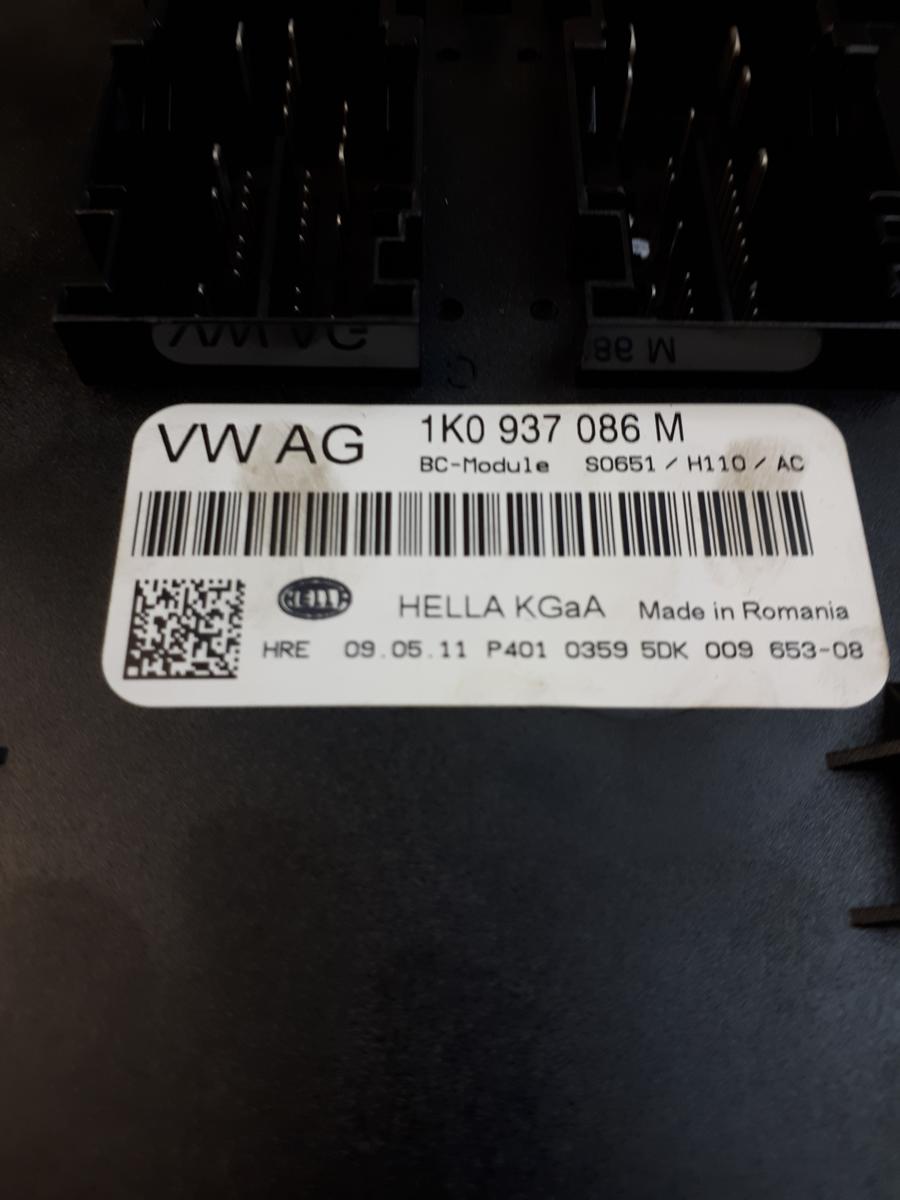 VW AG
1K0 937 086 M
BC-Module S0651 / H110 / AC
HELLA
HELLA KGaA Made in Romania
HRE 09.05.11 P401 0359 5DK 009 653-08